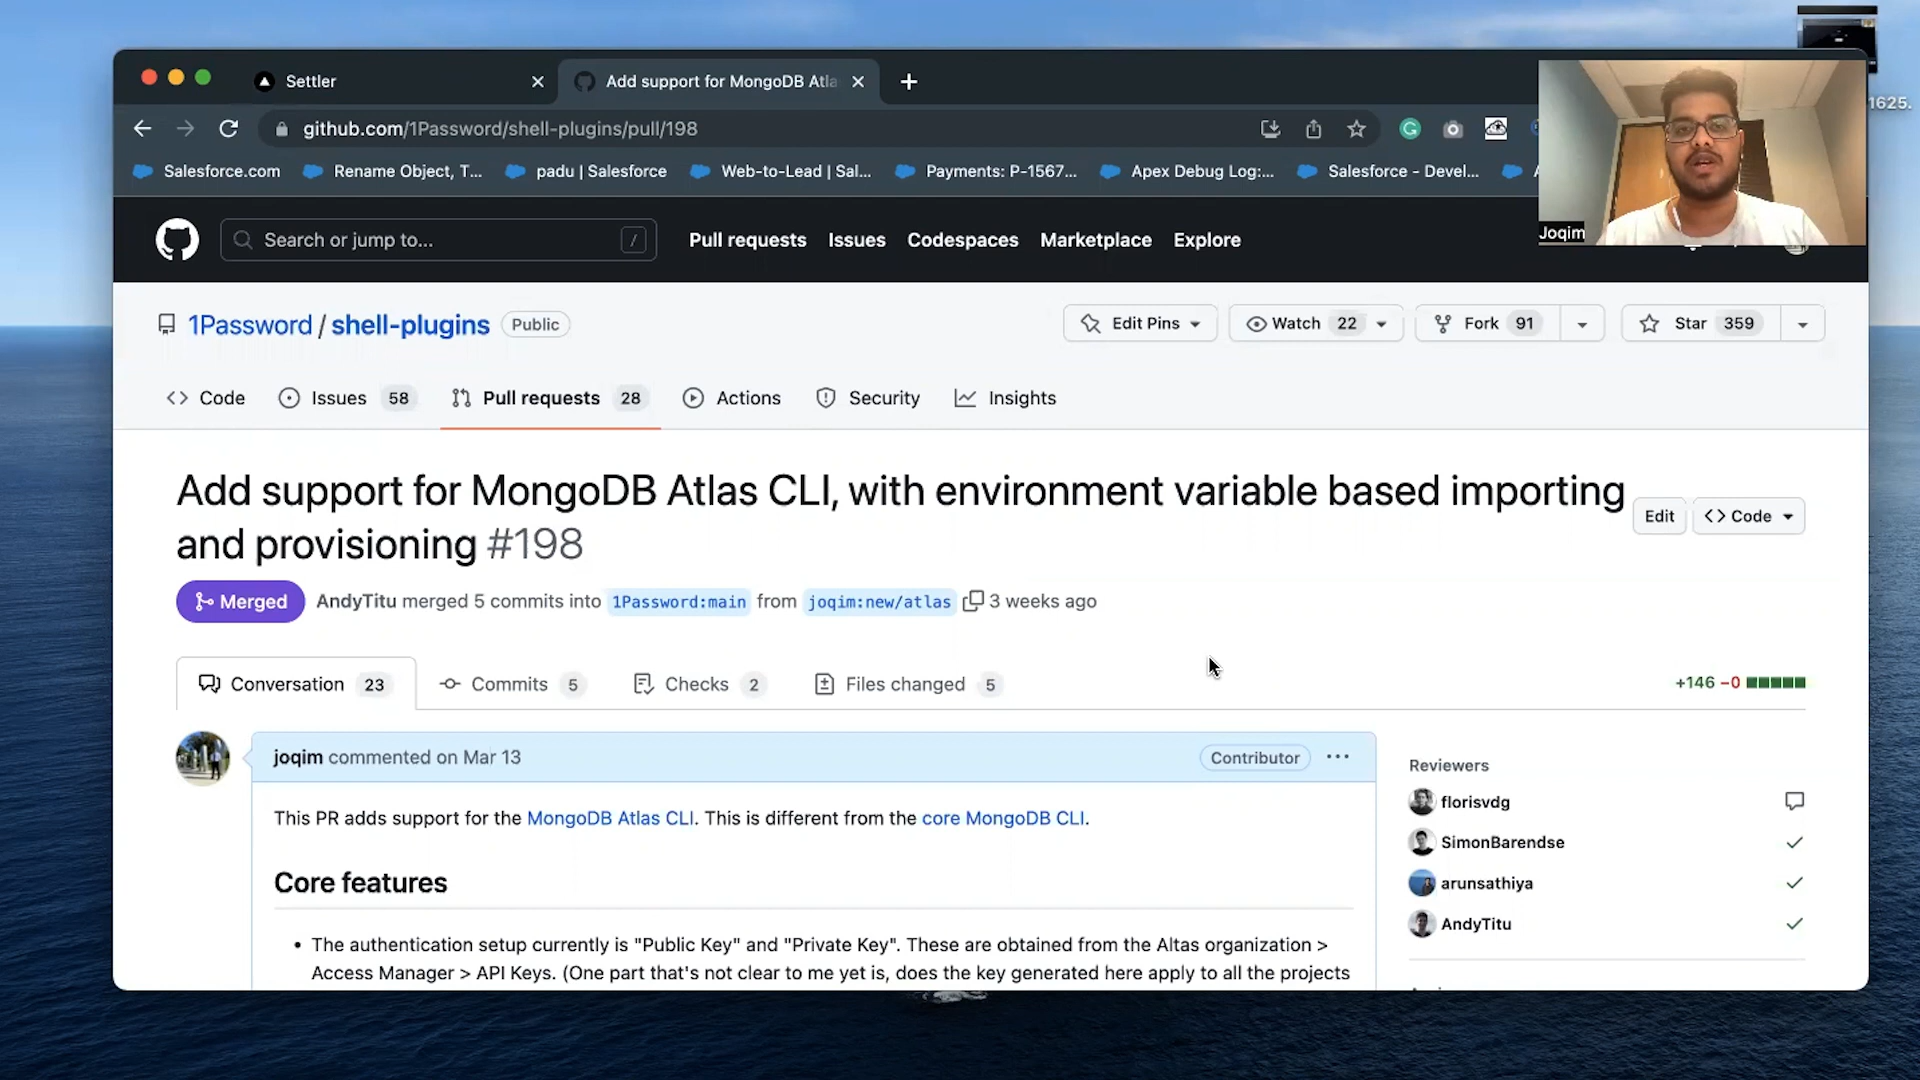 Settler
Add support for MongoDB Atla
1625.
github.com/1Password/shell-plugins/pull/198
Salesforce.com
Rename Object, T...
padu | Salesforce
Web-to-Lead | Sal...
Payments: P-1567...
Apex Debug Log:...
Salesforce - Devel...
Joqim
Search or jump to...
/
Pull requests
Issues
Codespaces
Marketplace
Explore
1Password / shell-plugins
Public
Edit Pins
Watch 22
Fork 91
Star 359
Code
Issues 58
Pull requests 28
Actions
Security
Insights
Add support for MongoDB Atlas CLI, with environment variable based importing
and provisioning #198
Edit
<> Code
Merged
AndyTitu merged 5 commits into 1Password:main from joqim:new/atlas 3 weeks ago
Conversation 23
Commits 5
Checks 2
Files changed 5
+146 −0
joqim commented on Mar 13
Contributor
This PR adds support for the MongoDB Atlas CLI. This is different from the core MongoDB CLI.
Core features
• The authentication setup currently is "Public Key" and "Private Key". These are obtained from the Altas organization >
Access Manager > API Keys. (One part that's not clear to me yet is, does the key generated here apply to all the projects
Reviewers
florisvdg
SimonBarendse
arunsathiya
AndyTitu